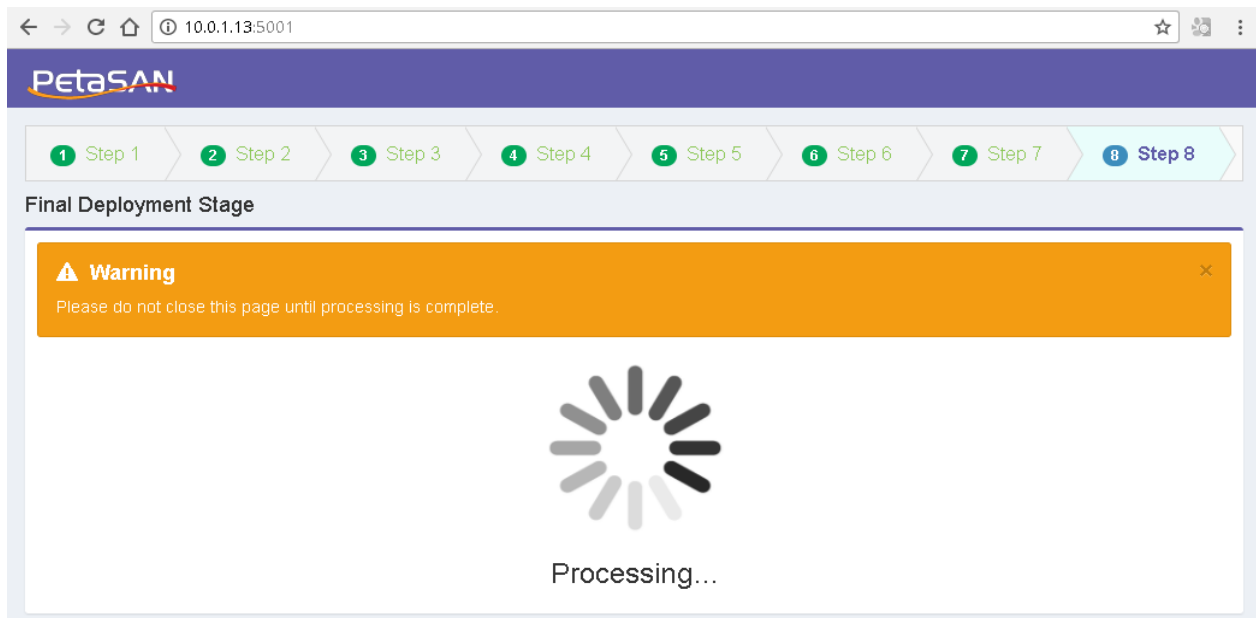 10.0.1.13:5001
PetaSAN
1 Step 1 2 Step 2 3 Step 3 4 Step 4 5 Step 5 6 Step 6 7 Step 7 8 Step 8
Final Deployment Stage
Warning ×
Please do not close this page until processing is complete.
Processing...